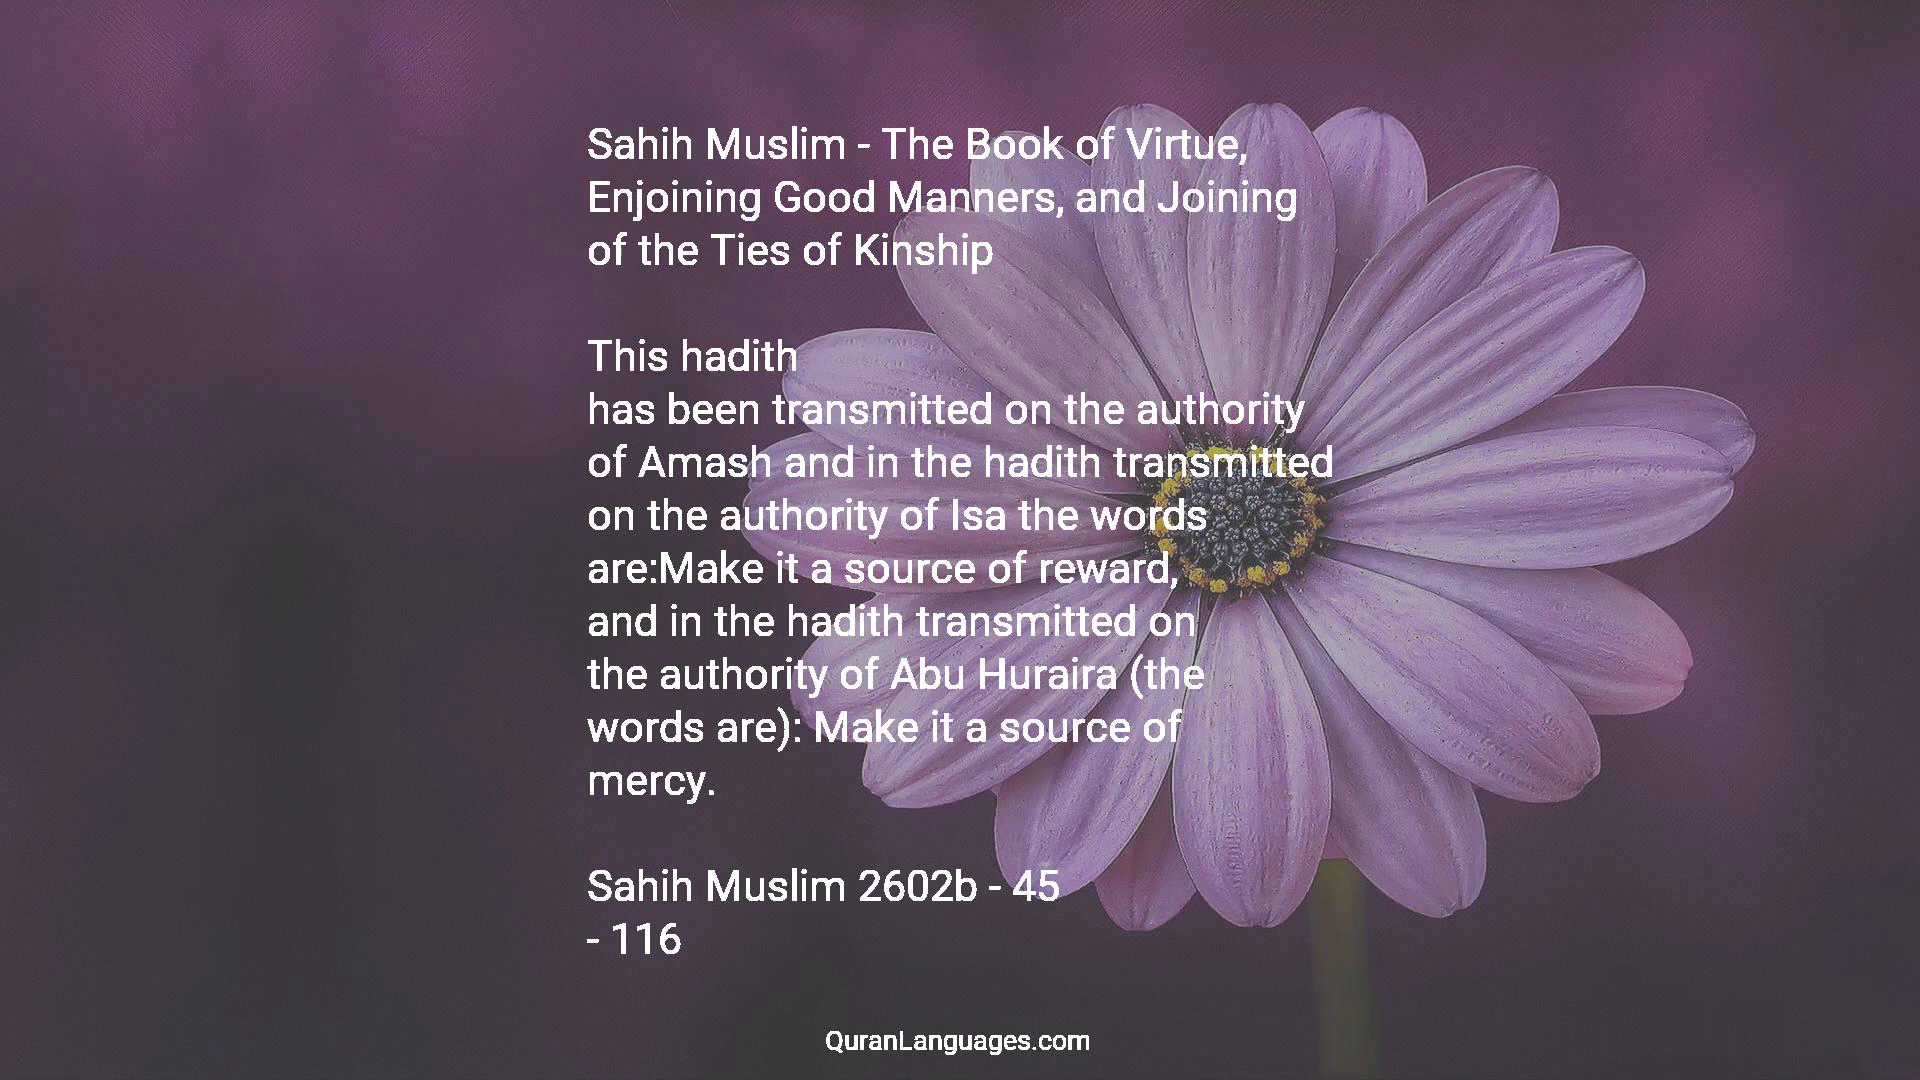 Sahih Muslim - The Book of Virtue,
Enjoining Good Manners, and Joining
of the Ties of Kinship
This hadith
has been transmitted on the authority
of Amash and in the hadith transmitted
on the authority of Isa the words
are:Make it a source of reward,
and in the hadith transmitted on
the authority of Abu Huraira (the
words are): Make it a source of
mercy.
Sahih Muslim 2602b - 45
- 116
QuranLanguages.com